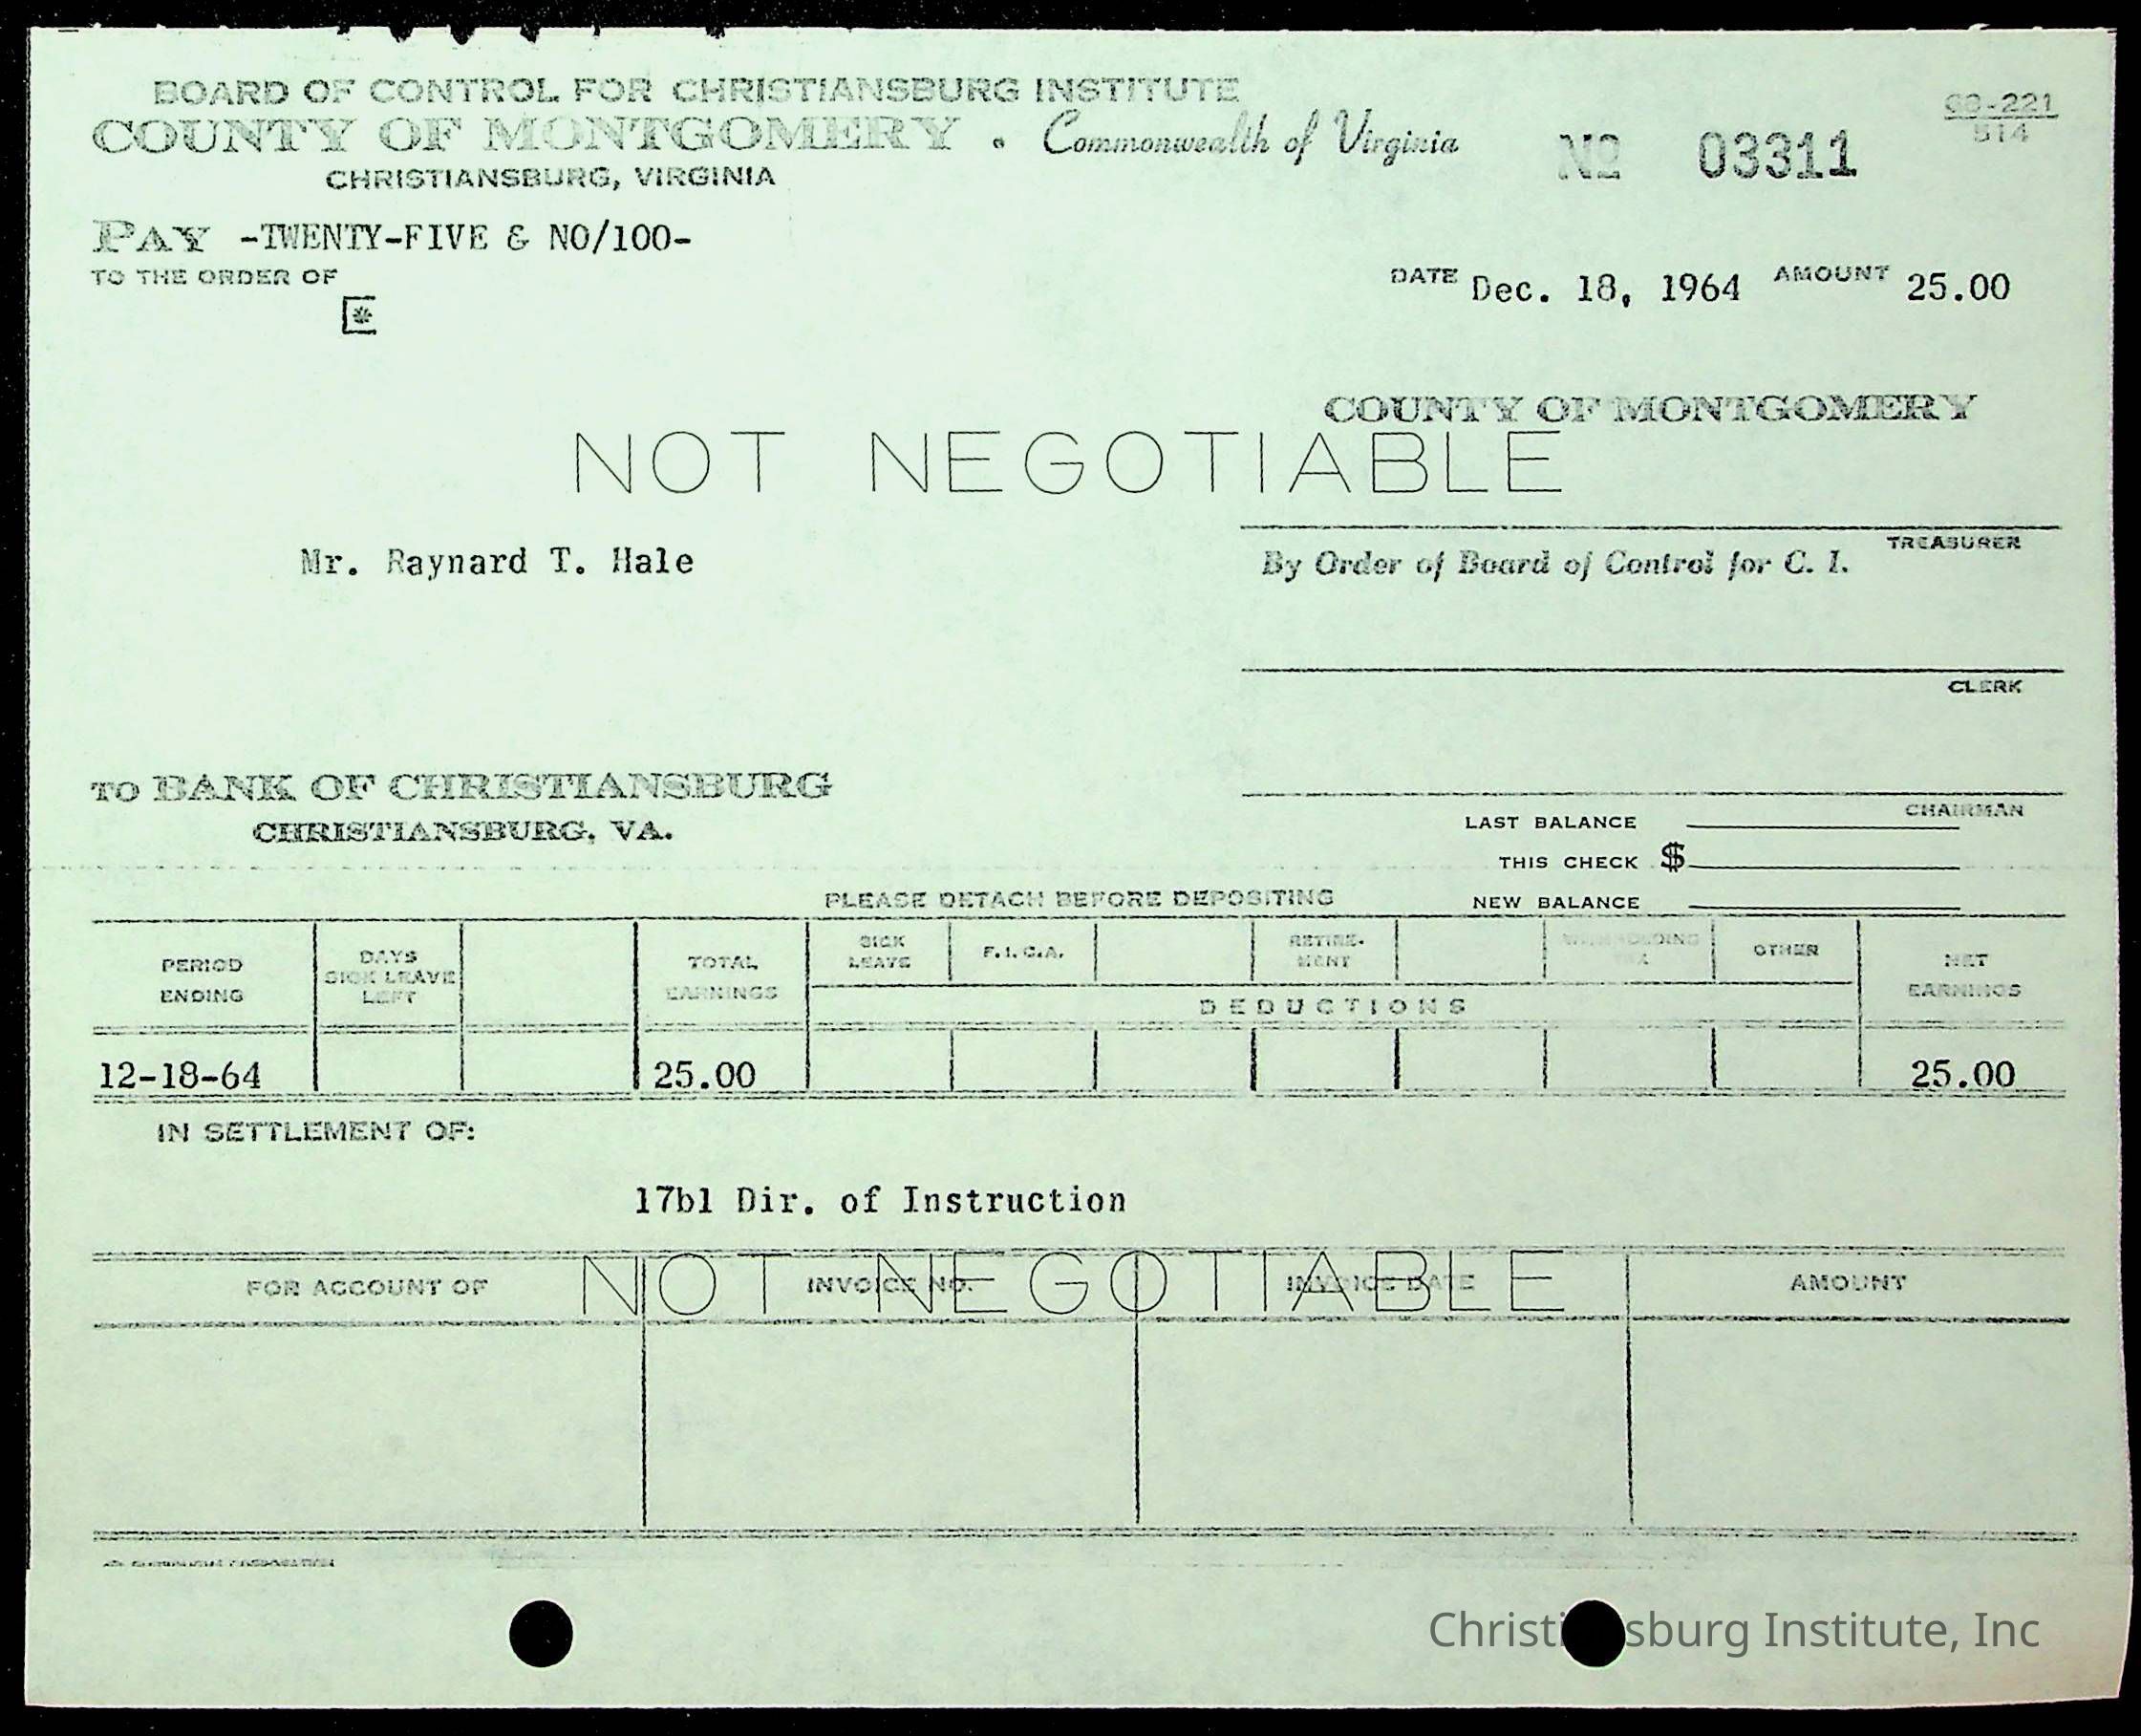 BOARD OF CONTROL FOR CHRISTIANSBURG INSTITUTE
COUNTY OF MONTGOMERY • Commonwealth of Virginia
CHRISTIANSBURG, VIRGINIA
№ 03311
514
PAY -TWENTY-FIVE & NO/100-
TO THE ORDER OF
DATE Dec. 18, 1964 AMOUNT 25.00
COUNTY OF MONTGOMERY
NOT NEGOTIABLE
TREASURER
Mr. Raynard T. Hale
By Order of Board of Control for C. I.
CLERK
TO BANK OF CHRISTIANSBURG
CHRISTIANSBURG, VA.
CHAIRMAN
LAST BALANCE
THIS CHECK $
NEW BALANCE
PLEASE DETACH BEFORE DEPOSITING
PERIOD ENDING
DAYS SICK LEAVE LEFT
TOTAL EARNINGS
SICK LEAVE
F.I.C.A.
RETIRE-MENT
WITHHOLDING TAX
OTHER
NET EARNINGS
DEDUCTIONS
12-18-64 25.00 25.00
IN SETTLEMENT OF:
17b1 Dir. of Instruction
NOT NEGOTIABLE
FOR ACCOUNT OF INVOICE NO. INVOICE DATE AMOUNT
Christiansburg Institute, Inc